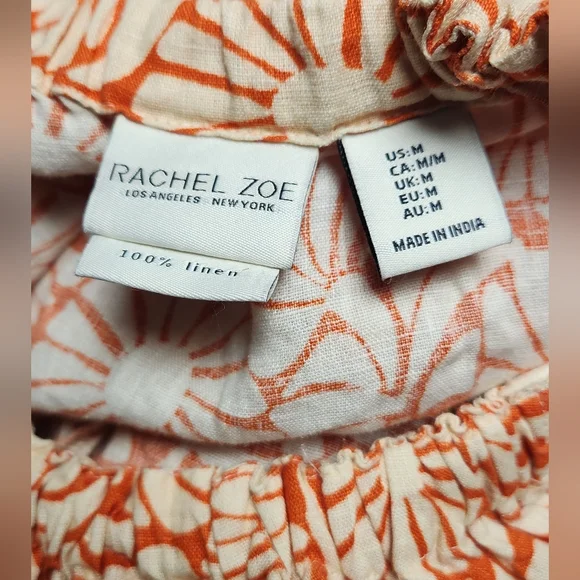 RACHEL ZOE
LOS ANGELES NEW YORK
100% linen
US: M
CA: M/M
UK: M
EU: M
AU: M
MADE IN INDIA